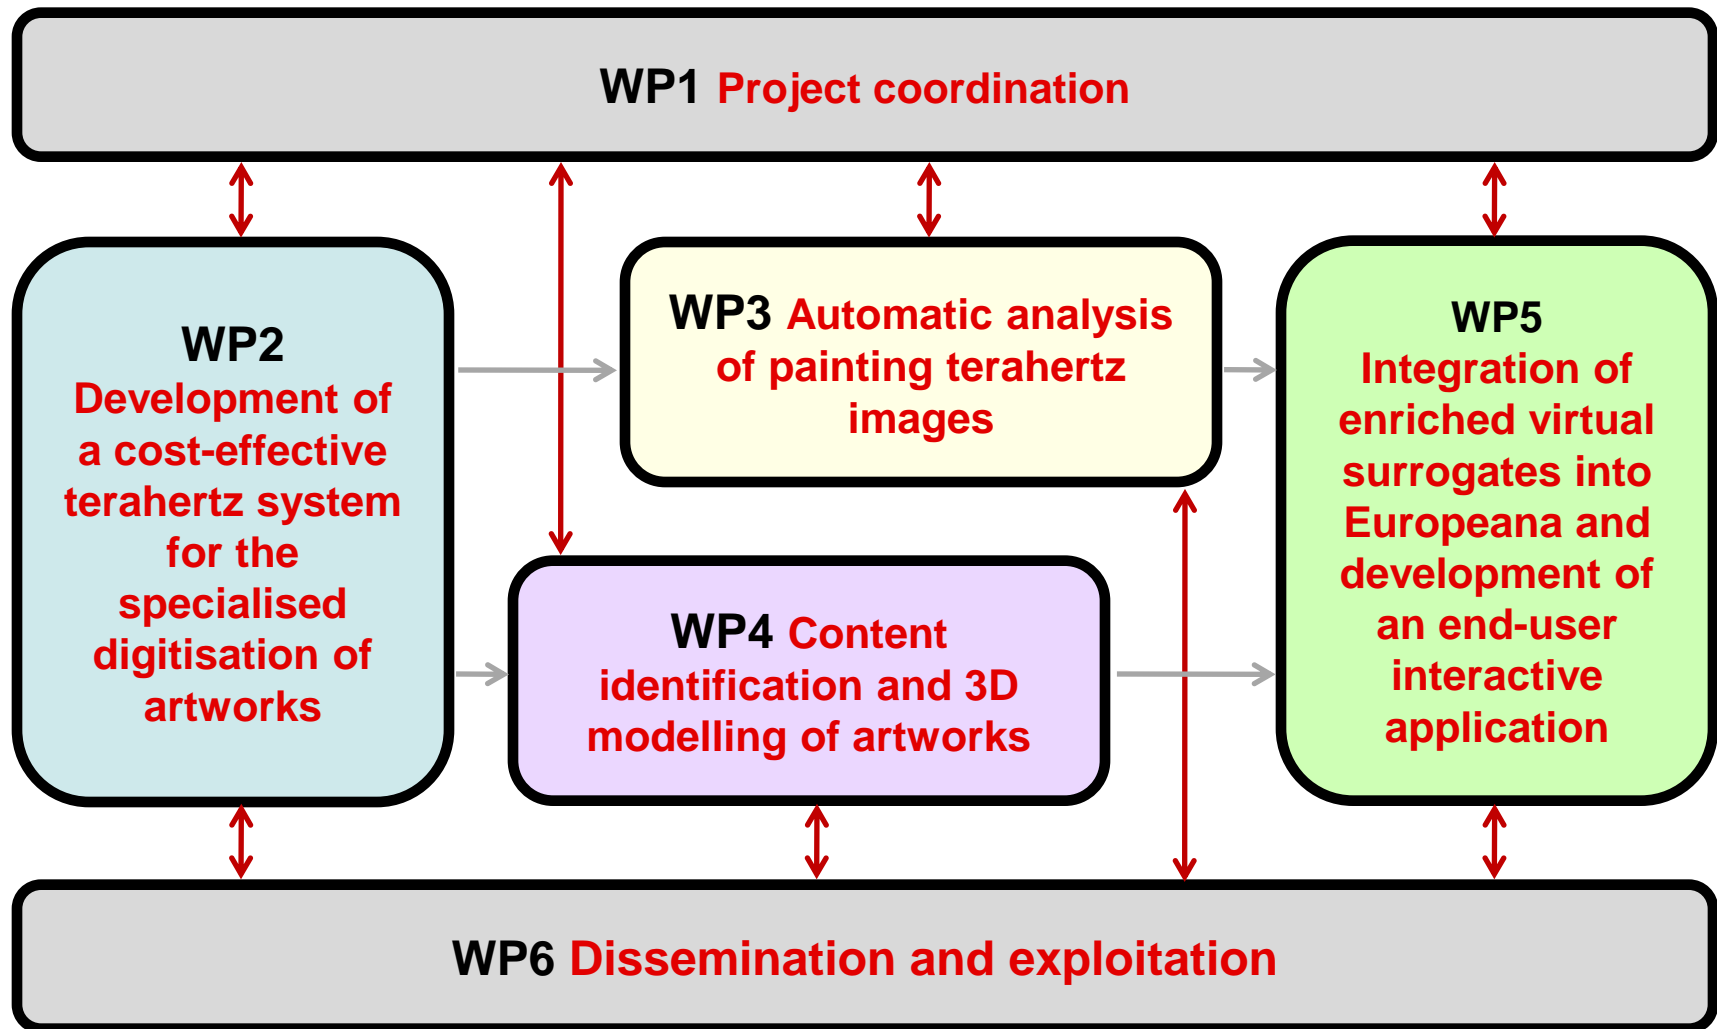 WP1 Project coordination
WP2
Development of
a cost-effective
terahertz system
for the
specialised
digitisation of
artworks
WP3 Automatic analysis
of painting terahertz
images
WP4 Content
identification and 3D
modelling of artworks
WP5
Integration of
enriched virtual
surrogates into
Europeana and
development of
an end-user
interactive
application
WP6 Dissemination and exploitation